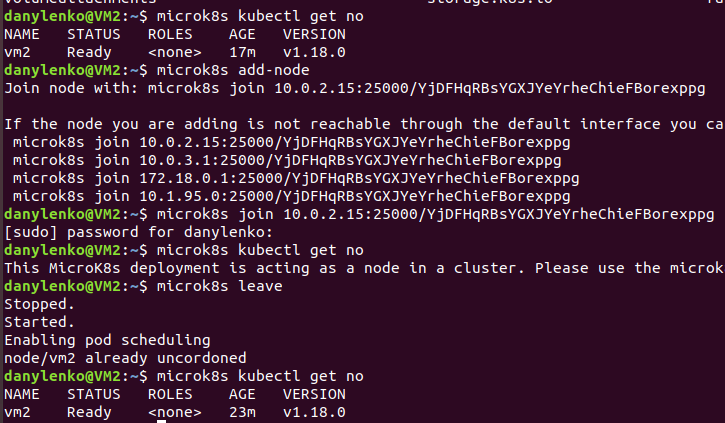 danylenko@VM2:~$ microk8s kubectl get no
NAME   STATUS   ROLES    AGE   VERSION
vm2    Ready    <none>   17m   v1.18.0
danylenko@VM2:~$ microk8s add-node
Join node with: microk8s join 10.0.2.15:25000/YjDFHqRBsYGXJYeYrheChieFBorexppg

If the node you are adding is not reachable through the default interface you ca
 microk8s join 10.0.2.15:25000/YjDFHqRBsYGXJYeYrheChieFBorexppg
 microk8s join 10.0.3.1:25000/YjDFHqRBsYGXJYeYrheChieFBorexppg
 microk8s join 172.18.0.1:25000/YjDFHqRBsYGXJYeYrheChieFBorexppg
 microk8s join 10.1.95.0:25000/YjDFHqRBsYGXJYeYrheChieFBorexppg
danylenko@VM2:~$ microk8s join 10.0.2.15:25000/YjDFHqRBsYGXJYeYrheChieFBorexppg
[sudo] password for danylenko:
danylenko@VM2:~$ microk8s kubectl get no
This MicroK8s deployment is acting as a node in a cluster. Please use the microk
danylenko@VM2:~$ microk8s leave
Stopped.
Started.
Enabling pod scheduling
node/vm2 already uncordoned
danylenko@VM2:~$ microk8s kubectl get no
NAME   STATUS   ROLES    AGE   VERSION
vm2    Ready    <none>   23m   v1.18.0